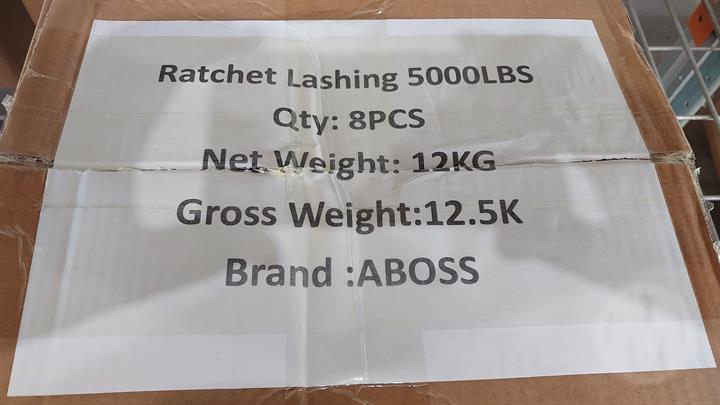 Ratchet Lashing 5000LBS
Qty: 8PCS
Net Weight: 12KG
Gross Weight:12.5K
Brand :ABOSS